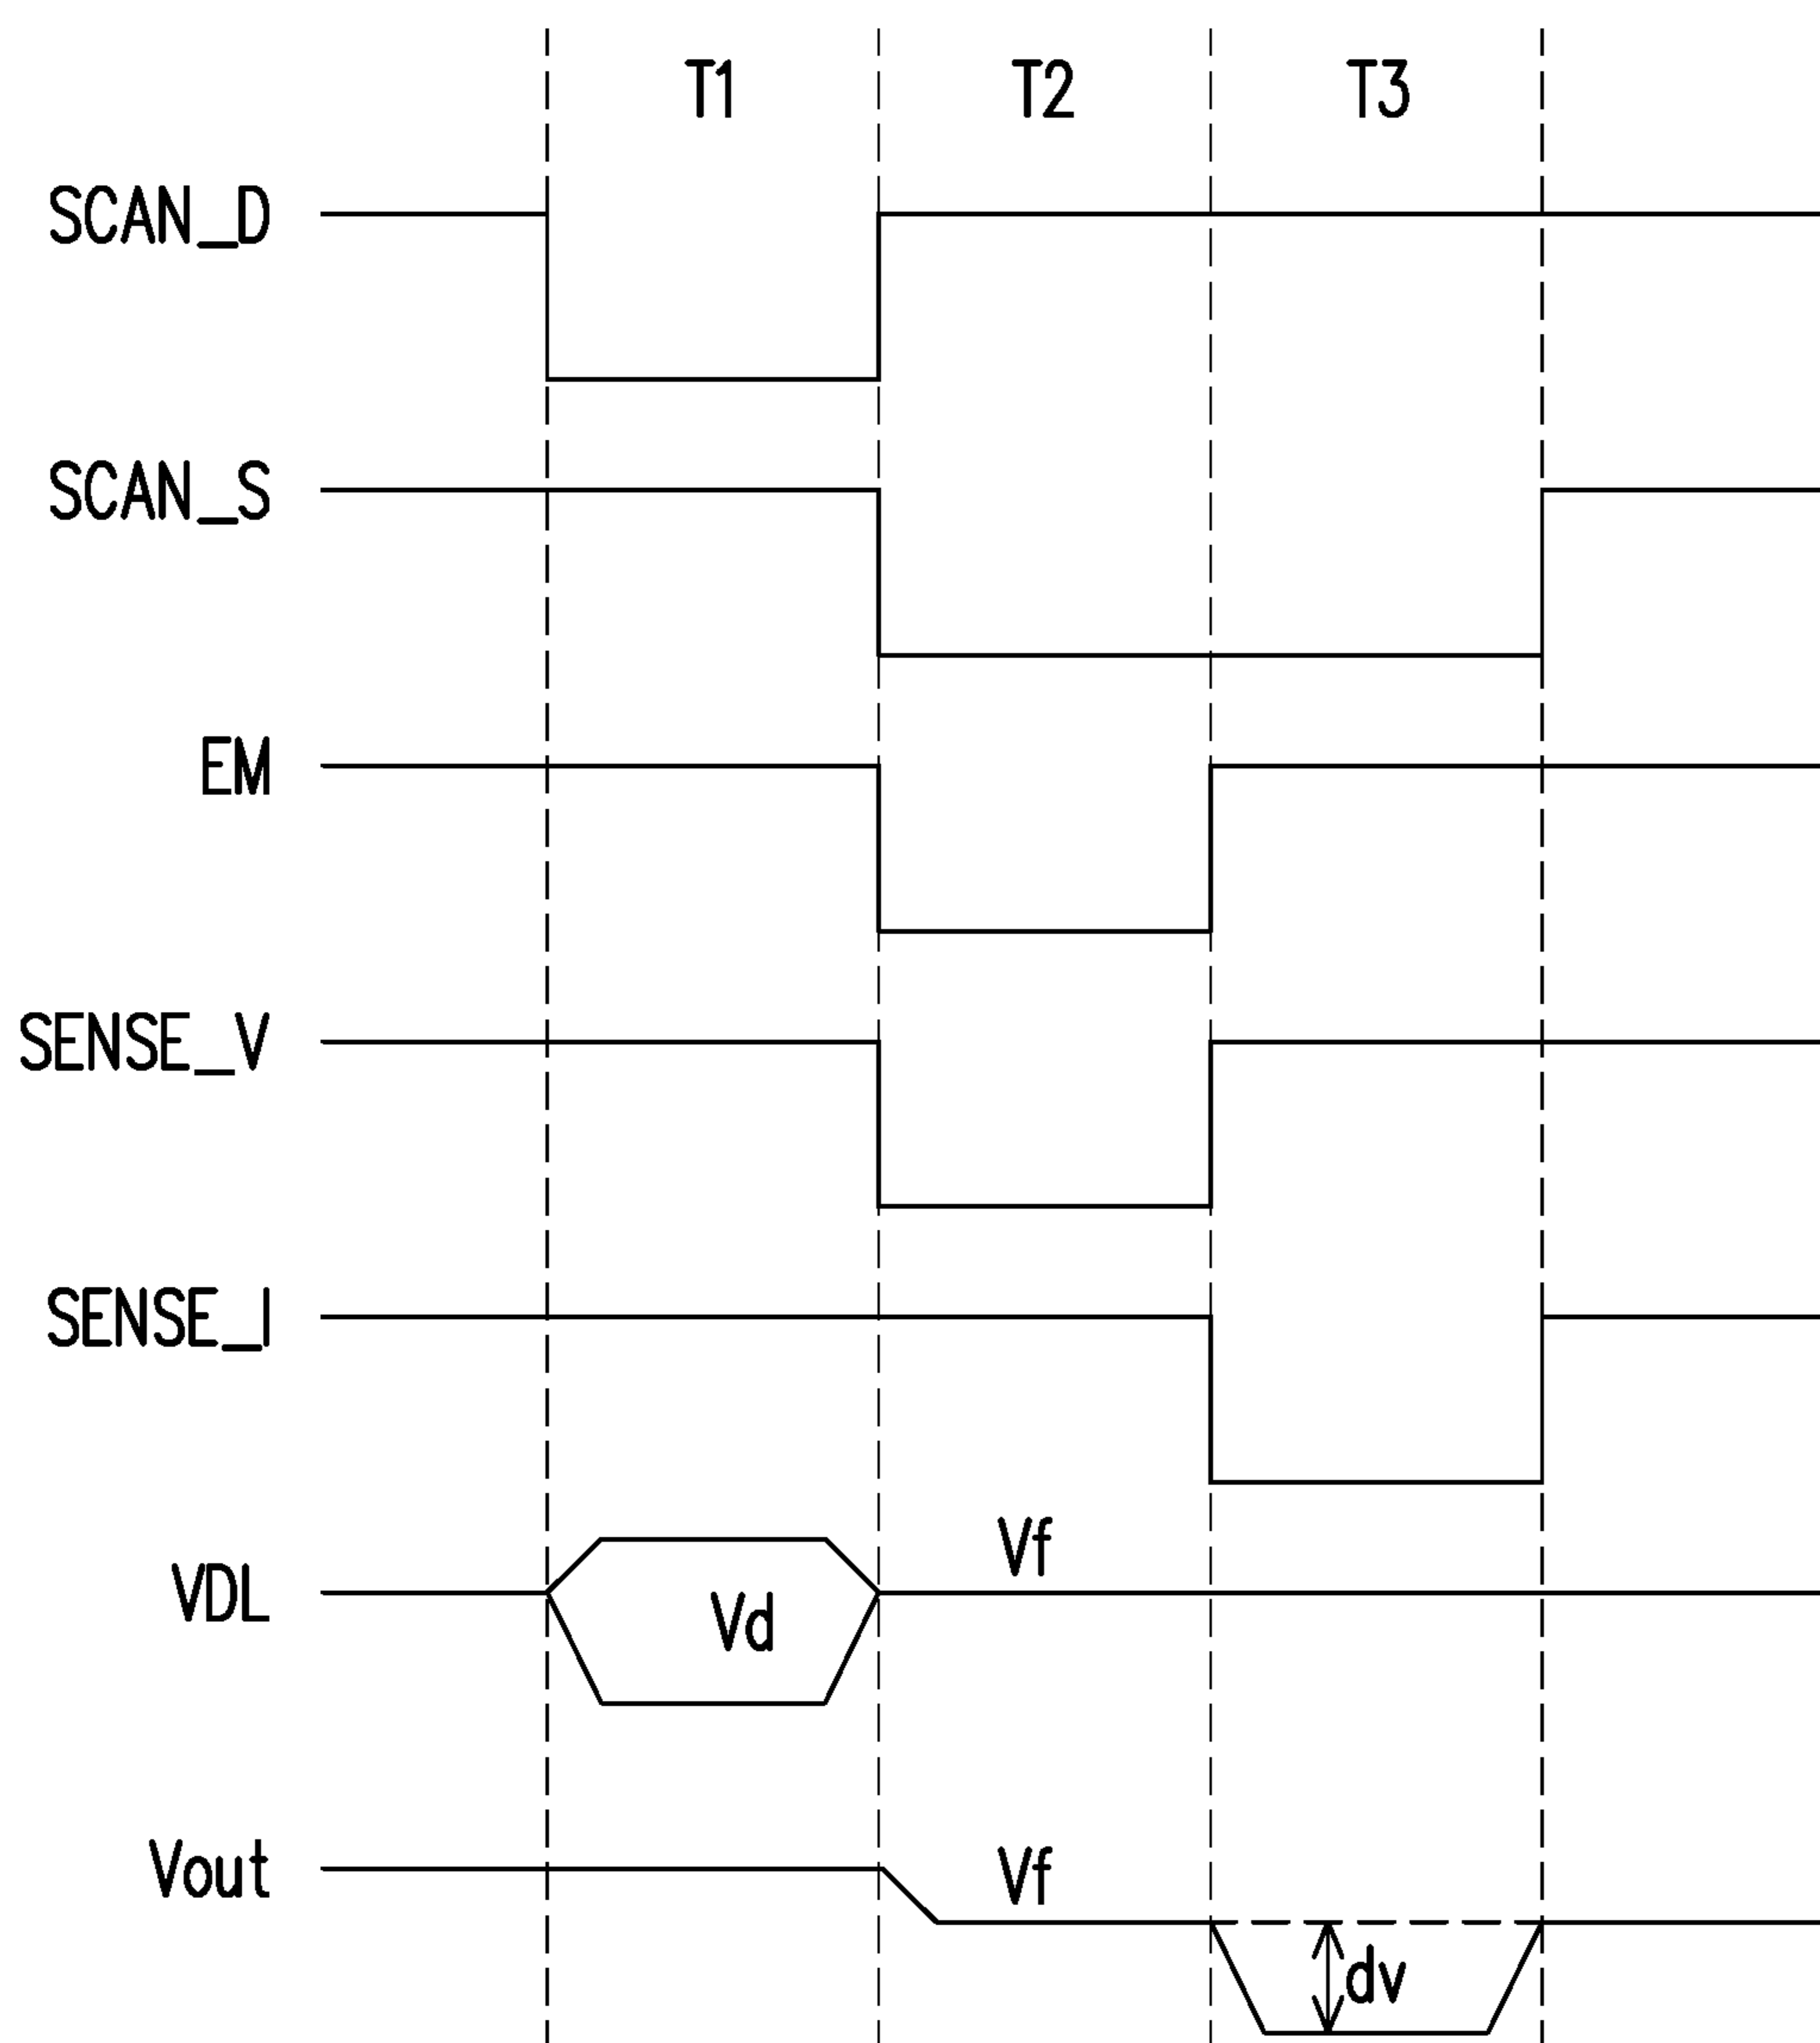 T1 T2 T3
SCAN_D
SCAN_S
EM
SENSE_V
SENSE_I
Vf
VDL
Vd
Vout
Vf
dv